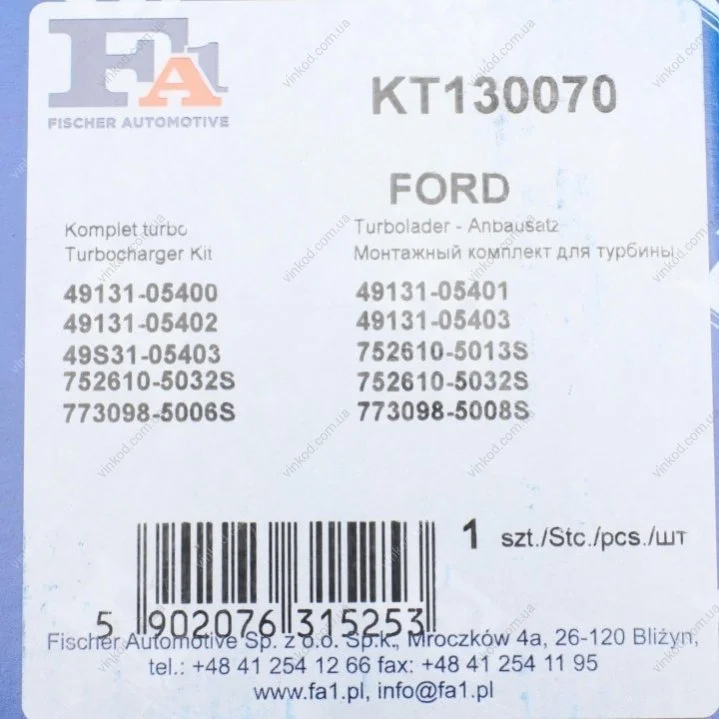 FA1
FISCHER AUTOMOTIVE
KT130070
FORD
Komplet turbo
Turbocharger Kit
Turbolader - Anbausatz
Монтажный комплект для турбины
49131-05400 49131-05401
49131-05402 49131-05403
49S31-05403 752610-5013S
752610-5032S 752610-5032S
773098-5006S 773098-5008S
1 szt./Stc./pcs./шт
5 902076 315253
Fischer Automotive Sp. z o.o. Sp.k., Mroczków 4a, 26-120 Bliżyn,
tel.: +48 41 254 12 66 fax: +48 41 254 11 95
www.fa1.pl, info@fa1.pl
vinkod.com.ua